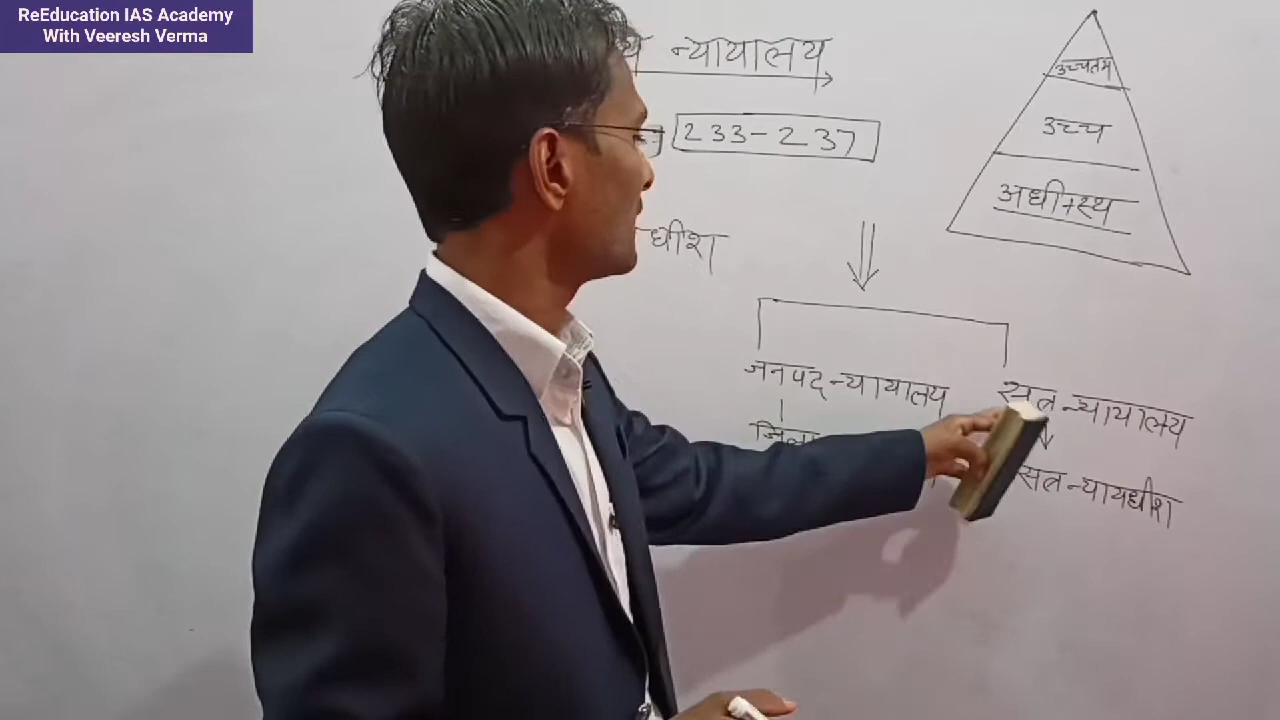 ReEducation IAS Academy
With Veeresh Verma
न्यायालय
233-237
धीश
उच्चतम
उच्च
अधीनस्थ
जनपद न्यायालय
सत्र न्यायालय
सत्र न्यायधीश